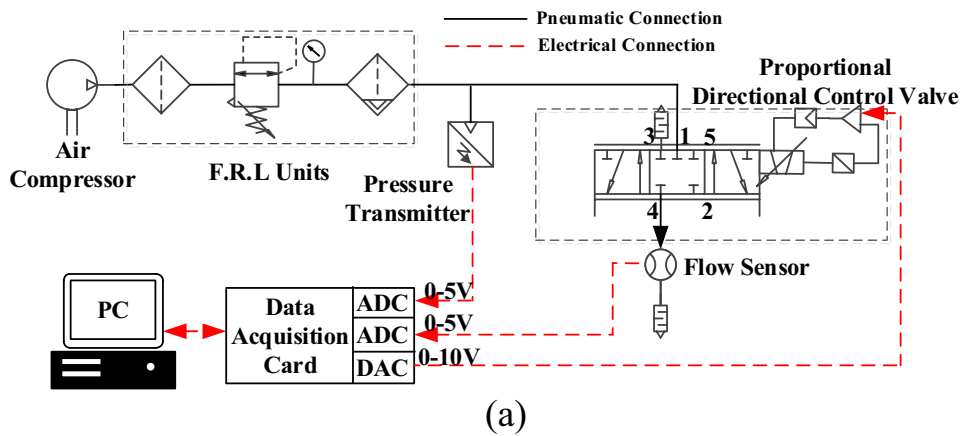 Pneumatic Connection
Electrical Connection
Proportional
Directional Control Valve
3 1 5
4 2
Air
Compressor
F.R.L Units
Pressure
Transmitter
Flow Sensor
PC
Data
Acquisition
Card
ADC
0-5V
ADC
0-5V
DAC
0-10V
(a)